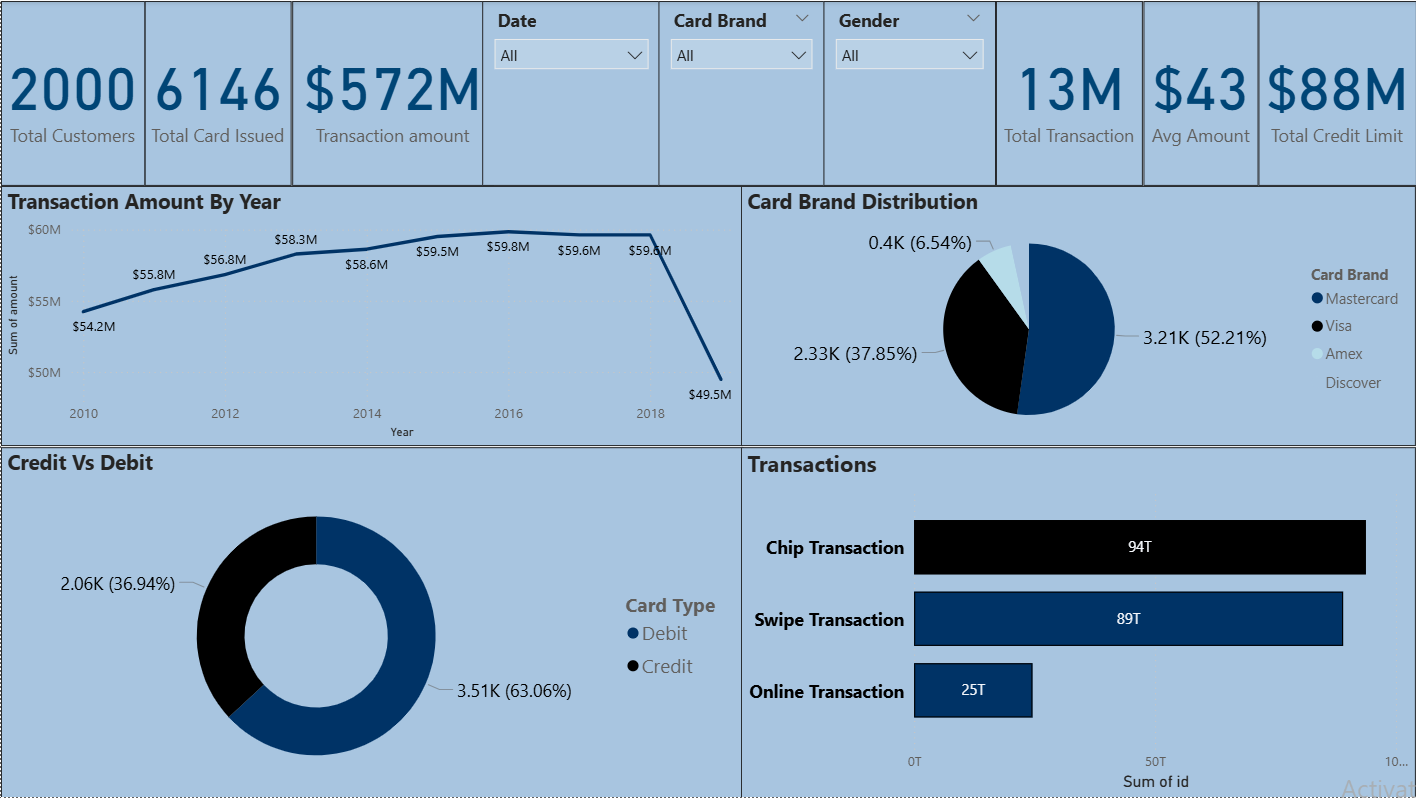 2000
Total Customers
6146
Total Card Issued
$572M
Transaction amount
Date
All
Card Brand
All
Gender
All
13M
Total Transaction
$43
Avg Amount
$88M
Total Credit Limit
Transaction Amount By Year
Sum of amount
$60M
$55M
$50M
$54.2M
$55.8M
$56.8M
$58.3M
$58.6M
$59.5M
$59.8M
$59.6M
$59.6M
$49.5M
2010
2012
2014
2016
2018
Year
Card Brand Distribution
0.4K (6.54%)
2.33K (37.85%)
3.21K (52.21%)
Card Brand
Mastercard
Visa
Amex
Discover
Credit Vs Debit
2.06K (36.94%)
3.51K (63.06%)
Card Type
Debit
Credit
Transactions
Chip Transaction
94T
Swipe Transaction
89T
Online Transaction
25T
0T
50T
10...
Sum of id
Activat